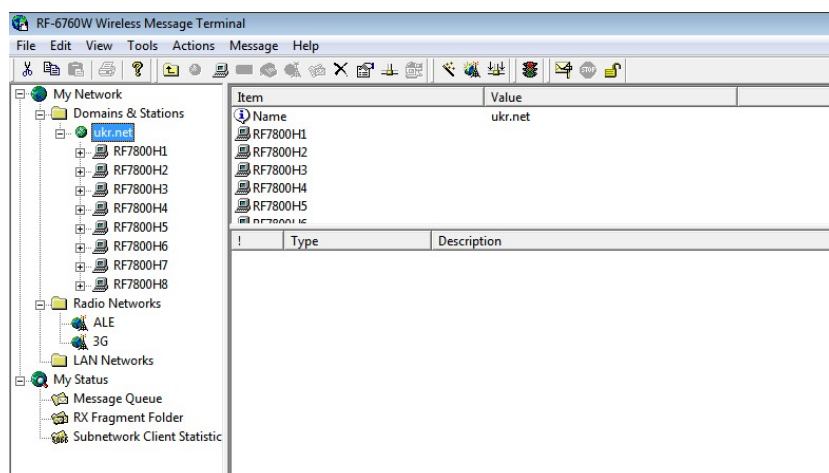 RF-6760W Wireless Message Terminal
File Edit View Tools Actions Message Help
My Network
Domains & Stations
ukr.net
RF7800H1
RF7800H2
RF7800H3
RF7800H4
RF7800H5
RF7800H6
RF7800H7
RF7800H8
Radio Networks
ALE
3G
LAN Networks
My Status
Message Queue
RX Fragment Folder
Subnetwork Client Statistic
Item Value
Name ukr.net
RF7800H1
RF7800H2
RF7800H3
RF7800H4
RF7800H5
RF7800H6
! Type Description